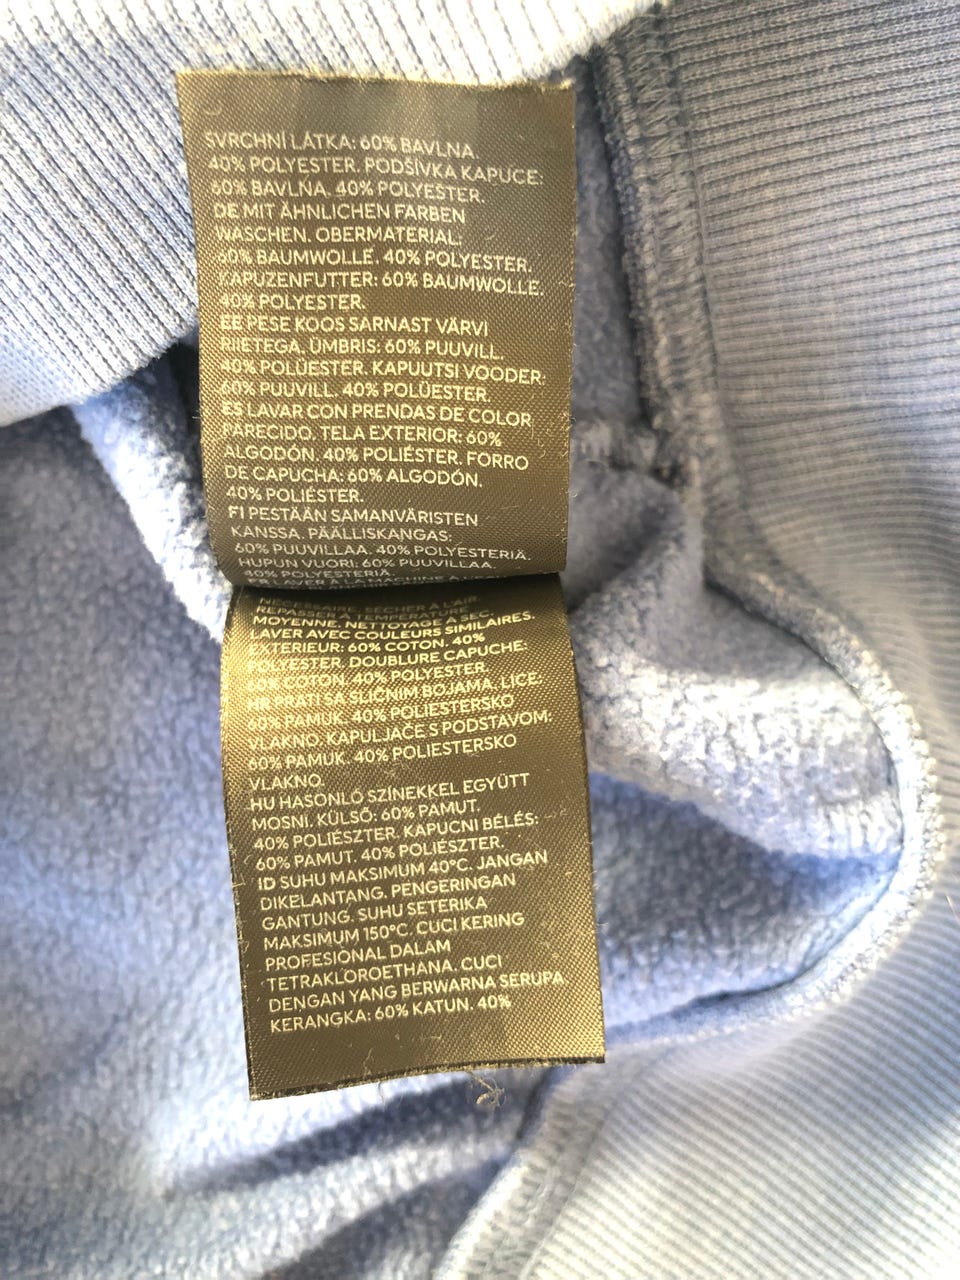 SVRCHNÍ LÁTKA: 60% BAVLNA.
40% POLYESTER. PODŠÍVKA KAPUCE:
60% BAVLNA. 40% POLYESTER.
DE MIT ÄHNLICHEN FARBEN
WASCHEN. OBERMATERIAL:
60% BAUMWOLLE. 40% POLYESTER.
KAPUZENFUTTER: 60% BAUMWOLLE.
40% POLYESTER.
EE PESE KOOS SARNAST VÄRVI
RIIETEGA. ÜMBRIS: 60% PUUVILL.
40% POLÜESTER. KAPUUTSI VOODER:
60% PUUVILL. 40% POLÜESTER.
ES LAVAR CON PRENDAS DE COLOR
PARECIDO. TELA EXTERIOR: 60%
ALGODÓN. 40% POLIÉSTER. FORRO
DE CAPUCHA: 60% ALGODÓN.
40% POLIÉSTER.
FI PESTÄÄN SAMANVÄRISTEN
KANSSA. PÄÄLLISKANGAS:
60% PUUVILLAA. 40% POLYESTERIÄ.
HUPUN VUORI: 60% PUUVILLAA.
40% POLYESTERIÄ.
LAVER À LA MACHINE À
SÉCHER À L'AIR.
REPASSER À TEMPÉRATURE
MOYENNE. NETTOYAGE À SEC.
LAVER AVEC COULEURS SIMILAIRES.
EXTÉRIEUR: 60% COTON. 40%
POLYESTER. DOUBLURE CAPUCHE:
60% COTON. 40% POLYESTER.
HR PRATI SA SLIČNIM BOJAMA. LICE:
60% PAMUK. 40% POLIESTERSKO
VLAKNO. KAPULJAČE S PODSTAVOM:
60% PAMUK. 40% POLIESTERSKO
VLAKNO.
HU HASONLÓ SZÍNEKKEL EGYÜTT
MOSNI. KÜLSŐ: 60% PAMUT.
40% POLIÉSZTER. KAPUCNI BÉLÉS:
60% PAMUT. 40% POLIÉSZTER.
ID SUHU MAKSIMUM 40°C. JANGAN
DIKELANTANG. PENGERINGAN
GANTUNG. SUHU SETERIKA
MAKSIMUM 150°C. CUCI KERING
PROFESIONAL DALAM
TETRAKLOROETHANA. CUCI
DENGAN YANG BERWARNA SERUPA.
KERANGKA: 60% KATUN. 40%